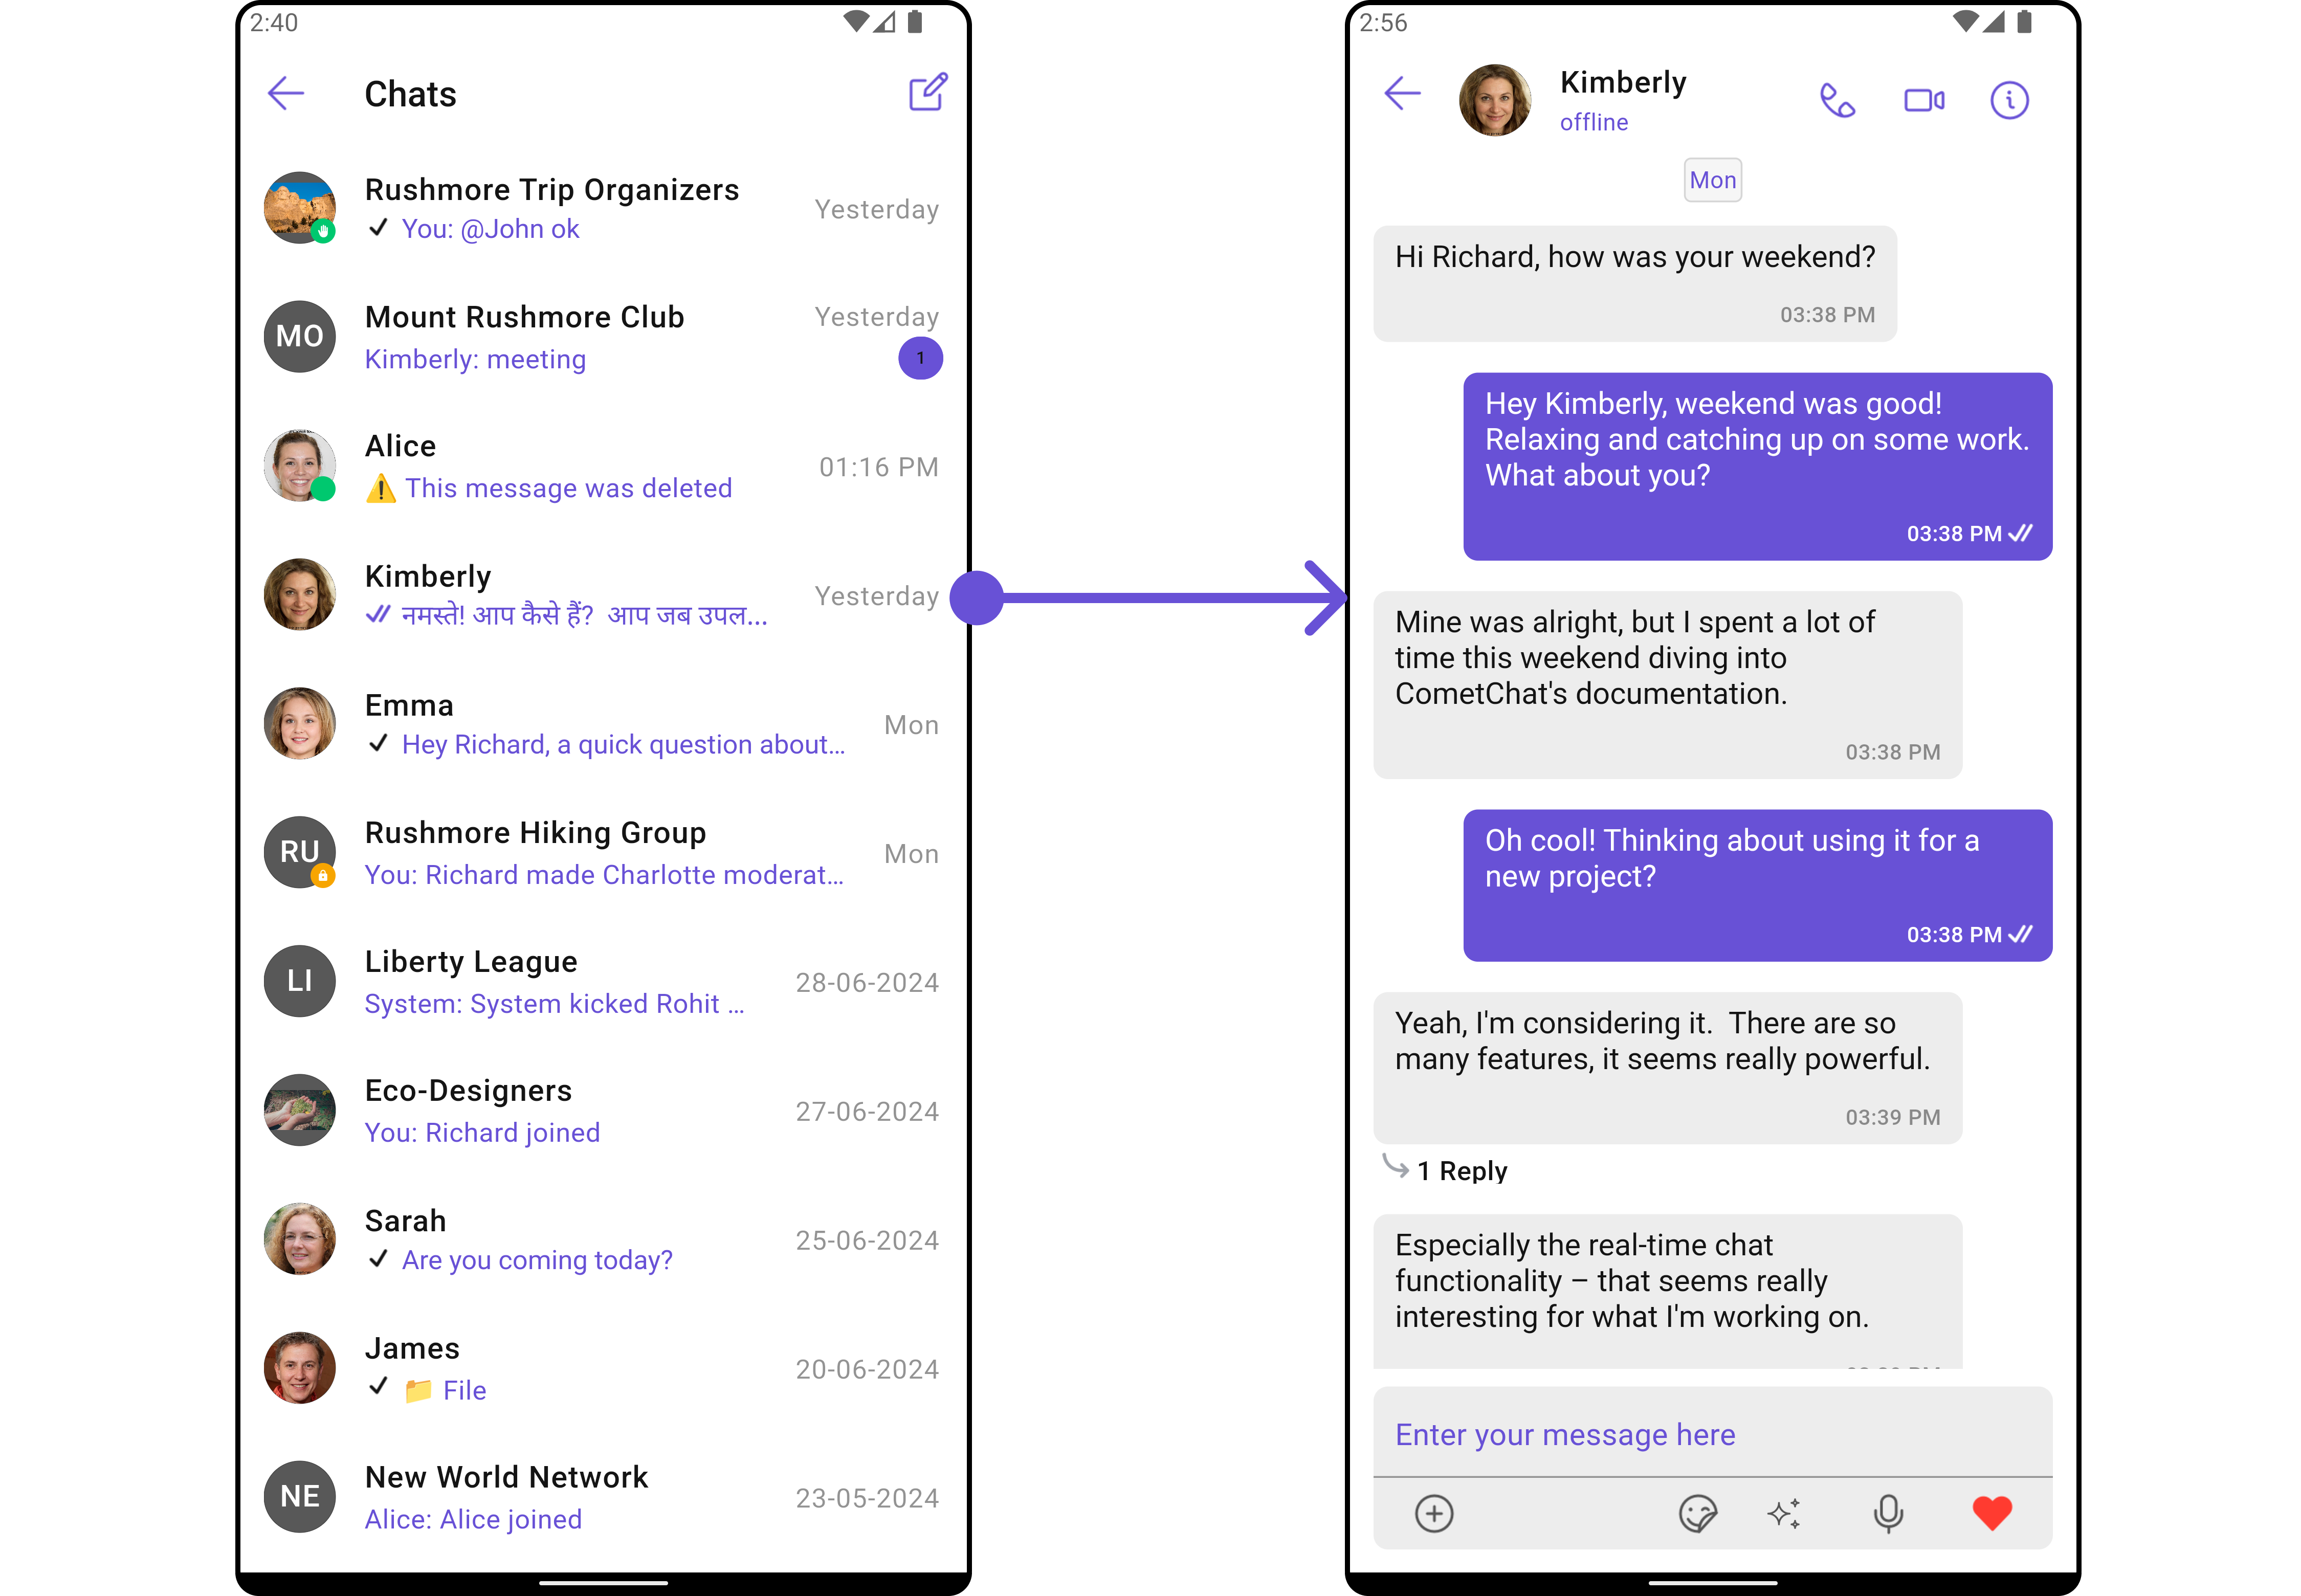 2:40
Chats
Rushmore Trip Organizers
Yesterday
You: @John ok
MO
Mount Rushmore Club
Yesterday
Kimberly: meeting
1
Alice
01:16 PM
⚠️ This message was deleted
Kimberly
Yesterday
नमस्ते! आप कैसे हैं?  आप जब उपल...
Emma
Mon
Hey Richard, a quick question about...
RU
Rushmore Hiking Group
Mon
You: Richard made Charlotte moderat...
LI
Liberty League
28-06-2024
System: System kicked Rohit ...
Eco-Designers
27-06-2024
You: Richard joined
Sarah
25-06-2024
Are you coming today?
James
20-06-2024
📁 File
NE
New World Network
23-05-2024
Alice: Alice joined
2:56
Kimberly
offline
Mon
Hi Richard, how was your weekend?
03:38 PM
Hey Kimberly, weekend was good!
Relaxing and catching up on some work.
What about you?
03:38 PM
Mine was alright, but I spent a lot of
time this weekend diving into
CometChat's documentation.
03:38 PM
Oh cool! Thinking about using it for a
new project?
03:38 PM
Yeah, I'm considering it.  There are so
many features, it seems really powerful.
03:39 PM
1 Reply
Especially the real-time chat
functionality – that seems really
interesting for what I'm working on.
Enter your message here